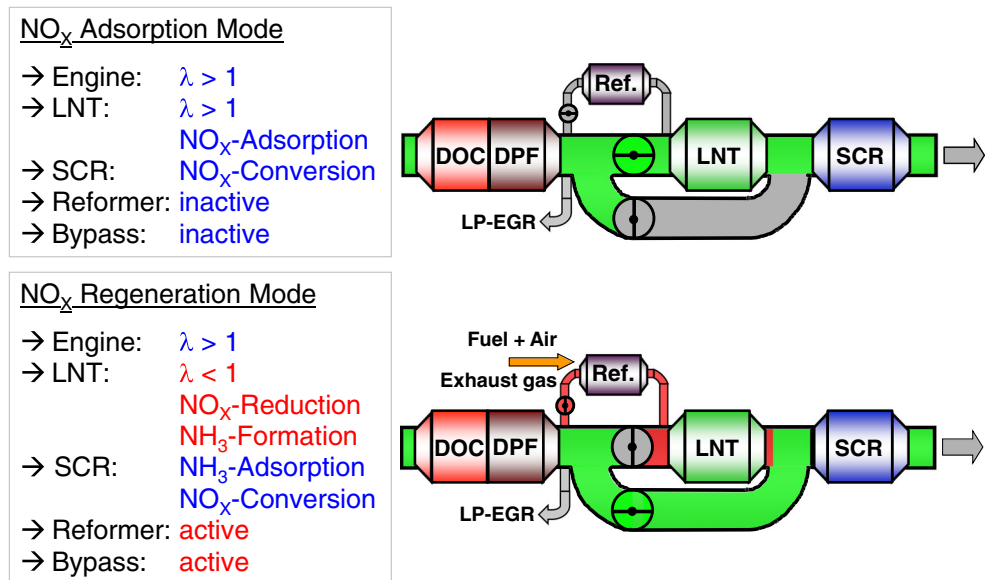 NOX Adsorption Mode
→ Engine: λ > 1
→ LNT: λ > 1
NOX-Adsorption
→ SCR: NOX-Conversion
→ Reformer: inactive
→ Bypass: inactive
Ref.
DOC DPF LNT SCR
LP-EGR
NOX Regeneration Mode
→ Engine: λ > 1
→ LNT: λ < 1
NOX-Reduction
NH3-Formation
→ SCR: NH3-Adsorption
NOX-Conversion
→ Reformer: active
→ Bypass: active
Fuel + Air
Exhaust gas
Ref.
DOC DPF LNT SCR
LP-EGR